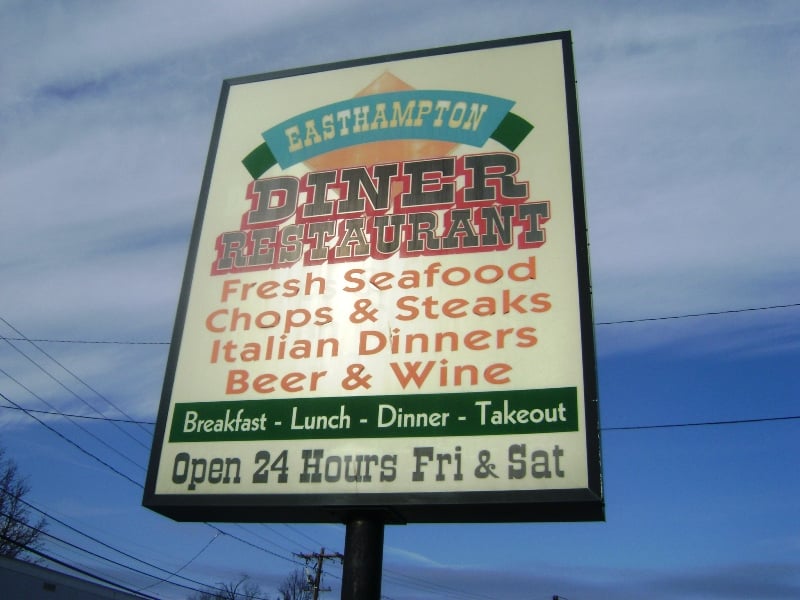 EASTHAMPTON
DINER
RESTAURANT
Fresh Seafood
Chops & Steaks
Italian Dinners
Beer & Wine
Breakfast - Lunch - Dinner - Takeout
Open 24 Hours Fri & Sat